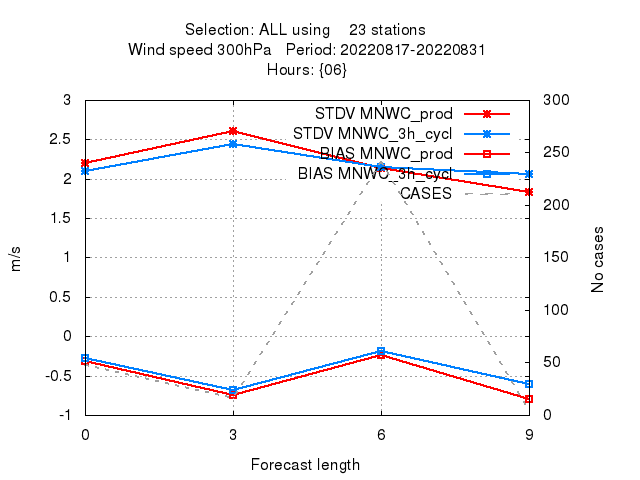 Selection: ALL using 23 stations
Wind speed 300hPa Period: 20220817-20220831
Hours: {06}
3
2.5
2
1.5
1
0.5
0
-0.5
-1
300
250
200
150
100
50
0
STDV MNWC_prod
STDV MNWC_3h_cycl
BIAS MNWC_prod
BIAS MNWC_3h_cycl
CASES
m/s
No cases
0 3 6 9
Forecast length